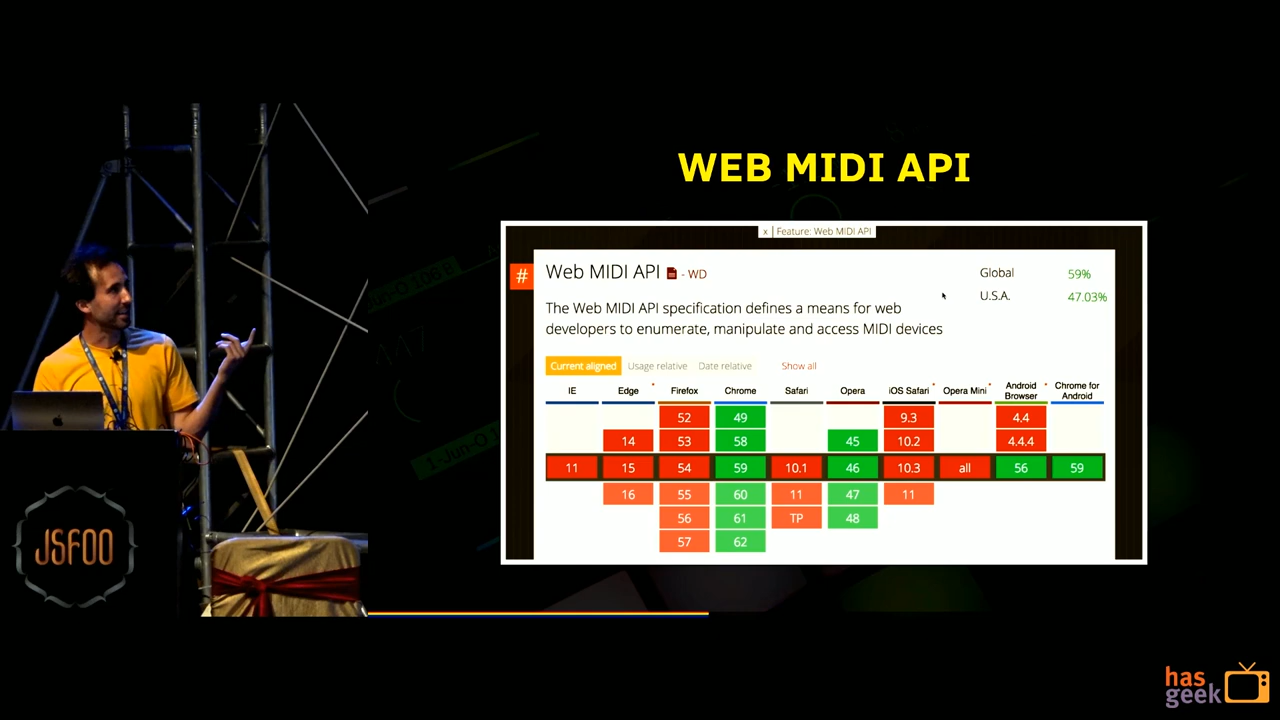 WEB MIDI API
x | Feature: Web MIDI API
#
Web MIDI API - WD
Global 59%
U.S.A. 47.03%
The Web MIDI API specification defines a means for web
developers to enumerate, manipulate and access MIDI devices
Current aligned Usage relative Date relative Show all
IE Edge Firefox Chrome Safari Opera iOS Safari Opera Mini Android Browser Chrome for Android
52 49 9.3 4.4
14 53 58 45 10.2 4.4.4
11 15 54 59 10.1 46 10.3 all 56 59
16 55 60 11 47 11
56 61 TP 48
57 62
JSFOO
has
geek